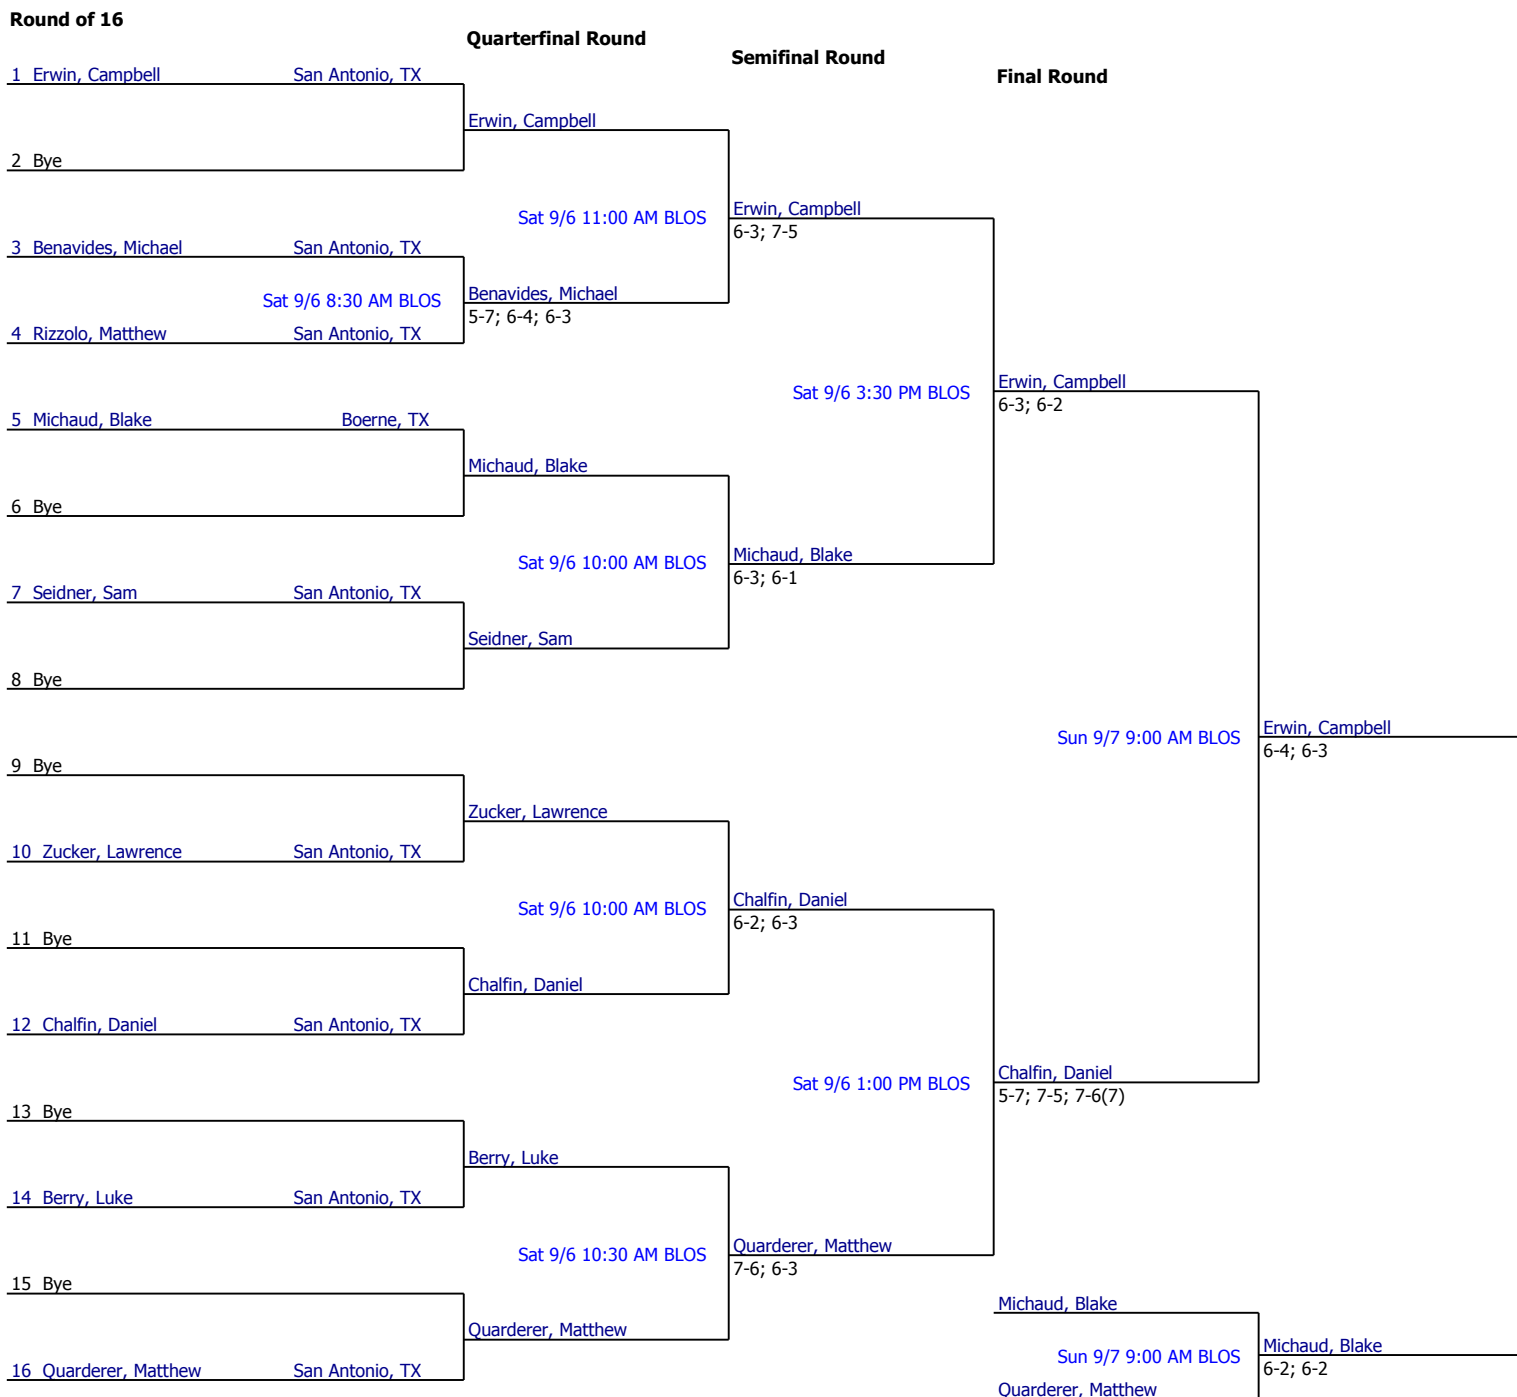 Round of 16
Quarterfinal Round
Semifinal Round
Final Round
1 Erwin, Campbell San Antonio, TX
Erwin, Campbell
2 Bye
Sat 9/6 11:00 AM BLOS
Erwin, Campbell
6-3; 7-5
3 Benavides, Michael San Antonio, TX
Sat 9/6 8:30 AM BLOS
Benavides, Michael
5-7; 6-4; 6-3
4 Rizzolo, Matthew San Antonio, TX
Sat 9/6 3:30 PM BLOS
Erwin, Campbell
6-3; 6-2
5 Michaud, Blake Boerne, TX
Michaud, Blake
6 Bye
Sat 9/6 10:00 AM BLOS
Michaud, Blake
6-3; 6-1
7 Seidner, Sam San Antonio, TX
Seidner, Sam
8 Bye
Sun 9/7 9:00 AM BLOS
Erwin, Campbell
6-4; 6-3
9 Bye
Zucker, Lawrence
10 Zucker, Lawrence San Antonio, TX
Sat 9/6 10:00 AM BLOS
Chalfin, Daniel
6-2; 6-3
11 Bye
Chalfin, Daniel
12 Chalfin, Daniel San Antonio, TX
Sat 9/6 1:00 PM BLOS
Chalfin, Daniel
5-7; 7-5; 7-6(7)
13 Bye
Berry, Luke
14 Berry, Luke San Antonio, TX
Sat 9/6 10:30 AM BLOS
Quarderer, Matthew
7-6; 6-3
15 Bye
Quarderer, Matthew
16 Quarderer, Matthew San Antonio, TX
Michaud, Blake
Sun 9/7 9:00 AM BLOS
Michaud, Blake
6-2; 6-2
Quarderer, Matthew